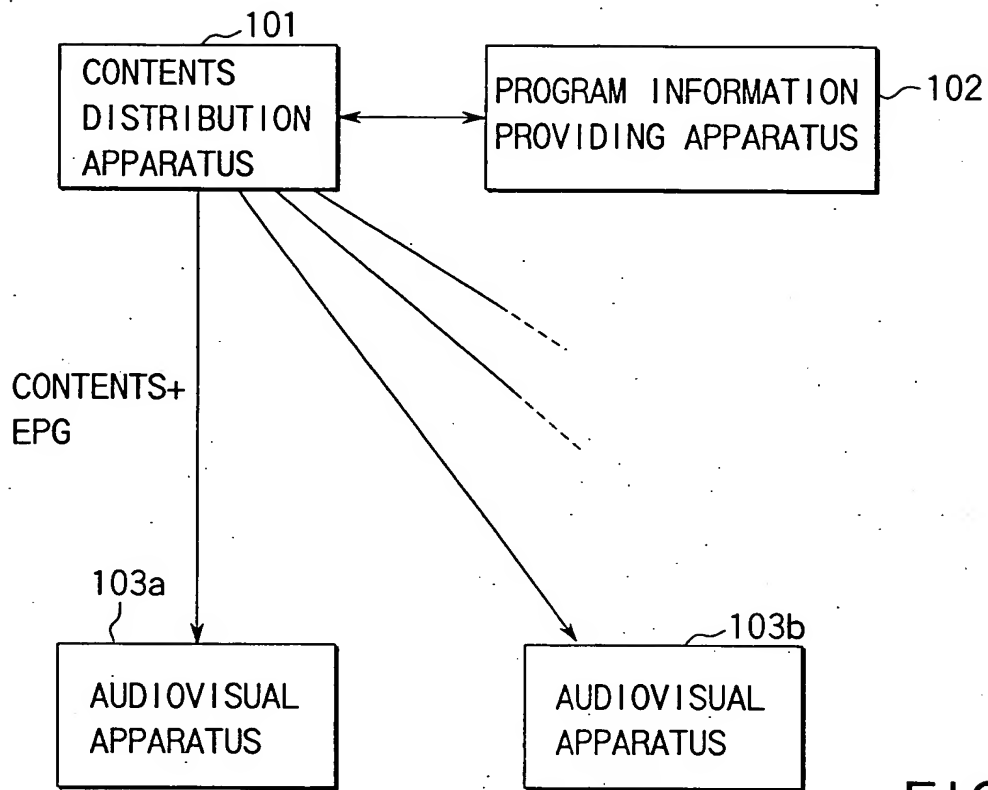 101
CONTENTS
DISTRIBUTION
APPARATUS
PROGRAM INFORMATION
PROVIDING APPARATUS
102
CONTENTS+
EPG
103a
AUDIOVISUAL
APPARATUS
103b
AUDIOVISUAL
APPARATUS